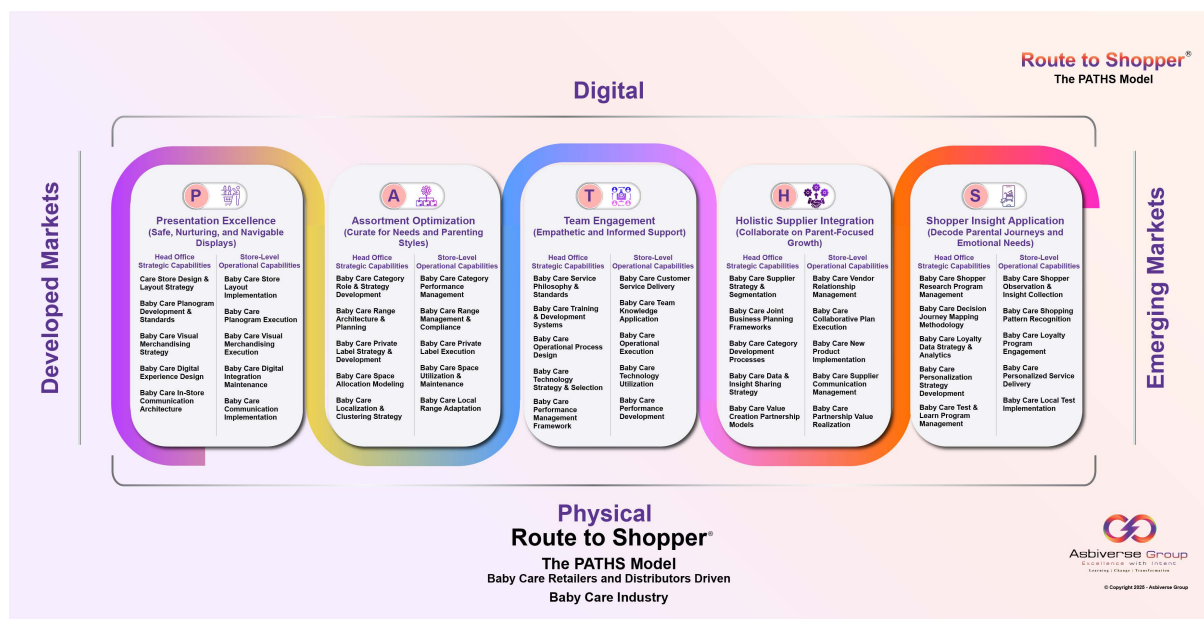 Route to Shopper®
The PATHS Model
Digital
Developed Markets
Emerging Markets
P
Presentation Excellence
(Safe, Nurturing, and Navigable
Displays)
Head Office
Strategic Capabilities
Care Store Design &
Layout Strategy
Baby Care Planogram
Development &
Standards
Baby Care Visual
Merchandising
Strategy
Baby Care Digital
Experience Design
Baby Care In-Store
Communication
Architecture
Store-Level
Operational Capabilities
Baby Care Store
Layout
Implementation
Baby Care
Planogram Execution
Baby Care Visual
Merchandising
Execution
Baby Care Digital
Integration
Maintenance
Baby Care
Communication
Implementation
A
Assortment Optimization
(Curate for Needs and Parenting
Styles)
Head Office
Strategic Capabilities
Baby Care Category
Role & Strategy
Development
Baby Care Range
Architecture &
Planning
Baby Care Private
Label Strategy &
Development
Baby Care Space
Allocation Modeling
Baby Care
Localization &
Clustering Strategy
Store-Level
Operational Capabilities
Baby Care Category
Performance
Management
Baby Care Range
Management &
Compliance
Baby Care Private
Label Execution
Baby Care Space
Utilization &
Maintenance
Baby Care Local
Range Adaptation
T
Team Engagement
(Empathetic and Informed Support)
Head Office
Strategic Capabilities
Baby Care Service
Philosophy &
Standards
Baby Care Training
& Development
Systems
Baby Care
Operational Process
Design
Baby Care
Technology
Strategy & Selection
Baby Care
Performance
Management
Framework
Store-Level
Operational Capabilities
Baby Care Customer
Service Delivery
Baby Care Team
Knowledge
Application
Baby Care
Operational
Execution
Baby Care
Technology
Utilization
Baby Care
Performance
Development
H
Holistic Supplier Integration
(Collaborate on Parent-Focused
Growth)
Head Office
Strategic Capabilities
Baby Care Supplier
Strategy &
Segmentation
Baby Care Joint
Business Planning
Frameworks
Baby Care Category
Development
Processes
Baby Care Data &
Insight Sharing
Strategy
Baby Care Value
Creation Partnership
Models
Store-Level
Operational Capabilities
Baby Care Vendor
Relationship
Management
Baby Care
Collaborative Plan
Execution
Baby Care New
Product
Implementation
Baby Care Supplier
Communication
Management
Baby Care
Partnership Value
Realization
S
Shopper Insight Application
(Decode Parental Journeys and
Emotional Needs)
Head Office
Strategic Capabilities
Baby Care Shopper
Research Program
Management
Baby Care Decision
Journey Mapping
Methodology
Baby Care Loyalty
Data Strategy &
Analytics
Baby Care
Personalization
Strategy
Development
Baby Care Test &
Learn Program
Management
Store-Level
Operational Capabilities
Baby Care Shopper
Observation &
Insight Collection
Baby Care Shopping
Pattern Recognition
Baby Care Loyalty
Program
Engagement
Baby Care
Personalized Service
Delivery
Baby Care Local Test
Implementation
Physical
Route to Shopper®
The PATHS Model
Baby Care Retailers and Distributors Driven
Baby Care Industry
Asbiverse Group
Excellence with Intent
Learning | Change | Transformation
© Copyright 2025 - Asbiverse Group